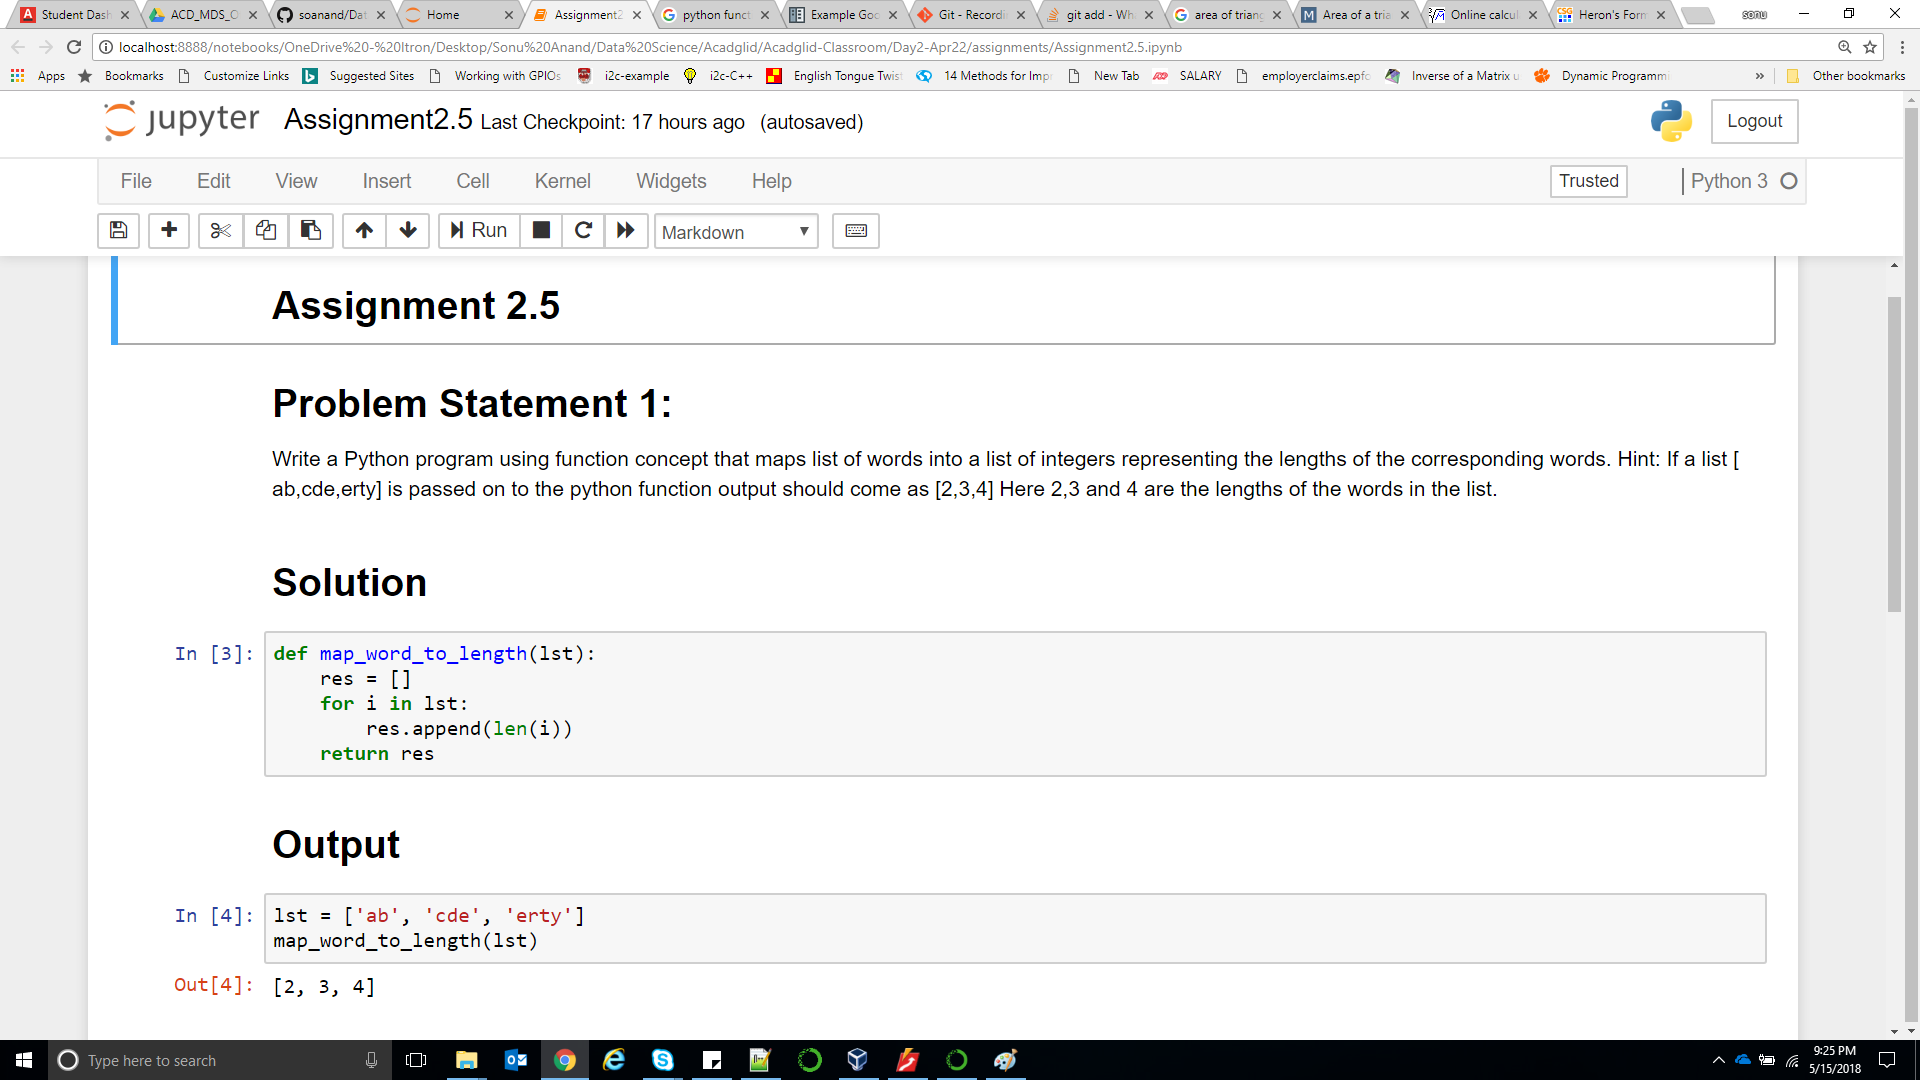 Student Dash
ACD_MDS_O
soanand/Dat
Home
Assignment2
python funct
Example Goo
Git - Recordi
git add - Wh
area of triang
Area of a tria
Online calcul
Heron's Form
sonu
localhost:8888/notebooks/OneDrive%20-%20Itron/Desktop/Sonu%20Anand/Data%20Science/Acadglid/Acadglid-Classroom/Day2-Apr22/assignments/Assignment2.5.ipynb
Apps
Bookmarks
Customize Links
Suggested Sites
Working with GPIOs
i2c-example
i2c-C++
English Tongue Twist
14 Methods for Impr
New Tab
SALARY
employerclaims.epfo
Inverse of a Matrix u
Dynamic Programmi
»
Other bookmarks
jupyter Assignment2.5 Last Checkpoint: 17 hours ago (autosaved)
Logout
File Edit View Insert Cell Kernel Widgets Help
Trusted
Python 3
Run
Markdown
Assignment 2.5
Problem Statement 1:
Write a Python program using function concept that maps list of words into a list of integers representing the lengths of the corresponding words. Hint: If a list [
ab,cde,erty] is passed on to the python function output should come as [2,3,4] Here 2,3 and 4 are the lengths of the words in the list.
Solution
In [3]: def map_word_to_length(lst):
    res = []
    for i in lst:
        res.append(len(i))
    return res
Output
In [4]: lst = ['ab', 'cde', 'erty']
map_word_to_length(lst)
Out[4]: [2, 3, 4]
Type here to search
9:25 PM
5/15/2018